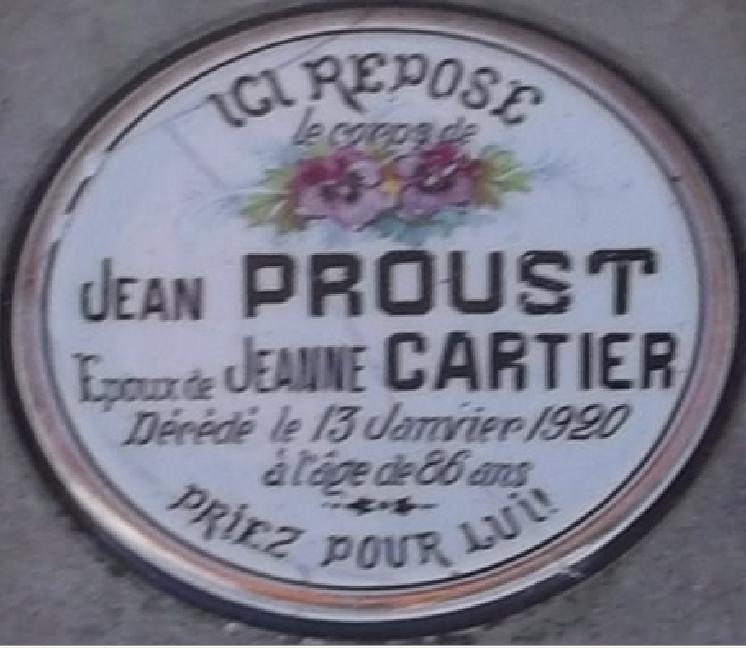 ICI REPOSE
le corps de
JEAN PROUST
Epoux de JEANNE CARTIER
Décédé le 13 Janvier 1920
à l'âge de 86 ans
PRIEZ POUR LUI!